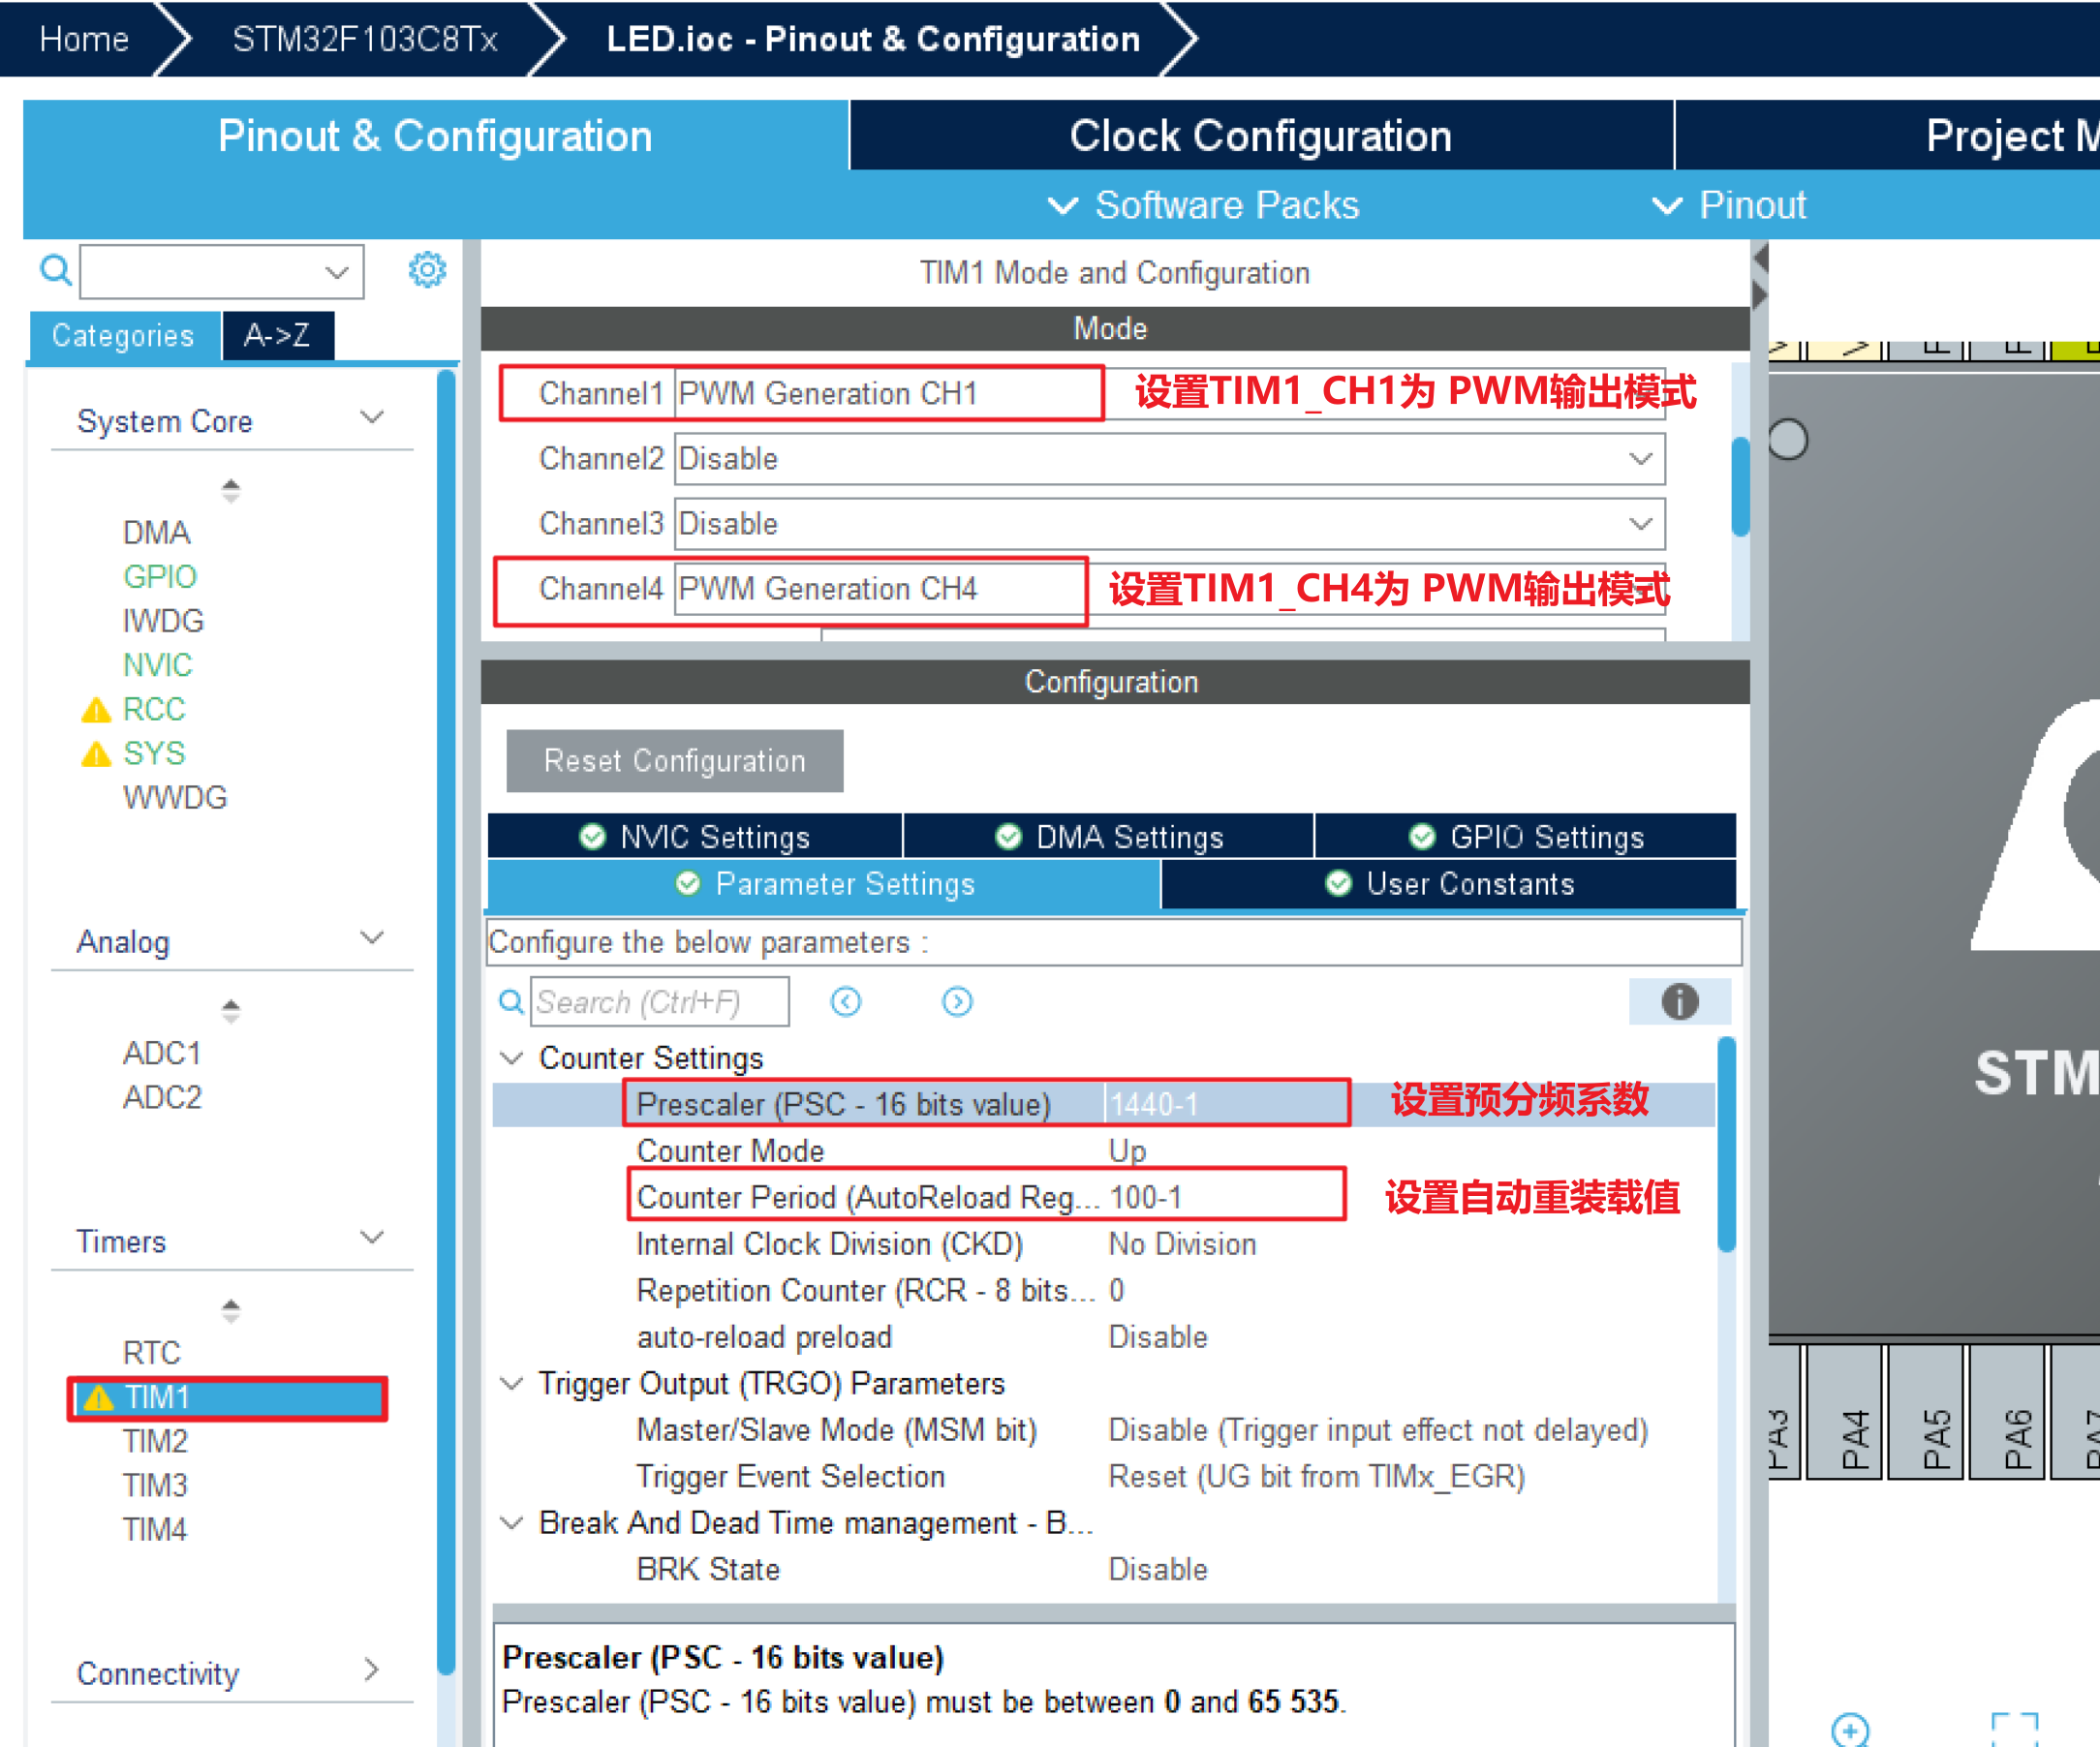 Home STM32F103C8Tx LED.ioc - Pinout & Configuration
Pinout & Configuration Clock Configuration Project M
Software Packs Pinout
TIM1 Mode and Configuration
Categories A->Z
Mode
System Core
DMA
GPIO
IWDG
NVIC
RCC
SYS
WWDG
Analog
ADC1
ADC2
Timers
RTC
TIM1
TIM2
TIM3
TIM4
Connectivity
Channel1 PWM Generation CH1 设置TIM1_CH1为 PWM输出模式
Channel2 Disable
Channel3 Disable
Channel4 PWM Generation CH4 设置TIM1_CH4为 PWM输出模式
Configuration
Reset Configuration
NVIC Settings DMA Settings GPIO Settings
Parameter Settings User Constants
Configure the below parameters :
Search (Ctrl+F)
Counter Settings
Prescaler (PSC - 16 bits value) 1440-1 设置预分频系数
Counter Mode Up
Counter Period (AutoReload Reg... 100-1 设置自动重装载值
Internal Clock Division (CKD) No Division
Repetition Counter (RCR - 8 bits... 0
auto-reload preload Disable
Trigger Output (TRGO) Parameters
Master/Slave Mode (MSM bit) Disable (Trigger input effect not delayed)
Trigger Event Selection Reset (UG bit from TIMx_EGR)
Break And Dead Time management - B...
BRK State Disable
Prescaler (PSC - 16 bits value)
Prescaler (PSC - 16 bits value) must be between 0 and 65 535.
STM
PA3 PA4 PA5 PA6 PA7